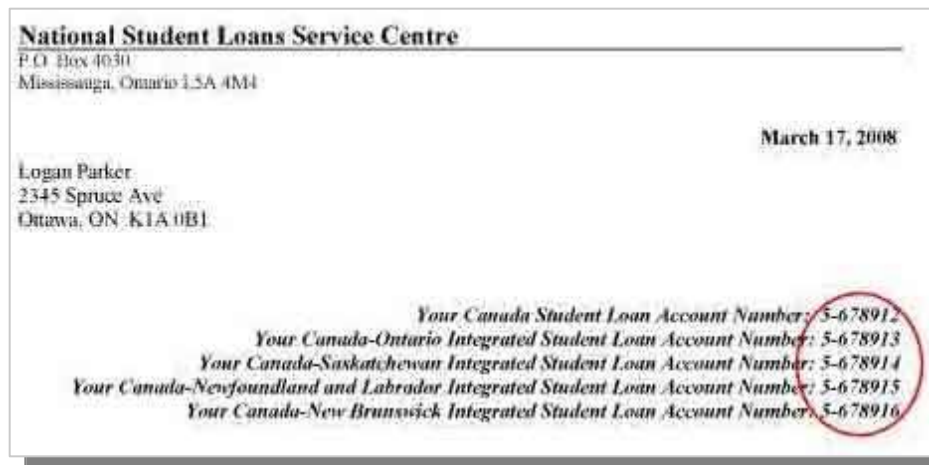 National Student Loans Service Centre
P.O. Box 4030
Mississauga, Ontario L5A 4M4
March 17, 2008
Logan Parker
2345 Spruce Ave
Ottawa, ON K1A 0B1
Your Canada Student Loan Account Number: 5-678912
Your Canada-Ontario Integrated Student Loan Account Number: 5-678913
Your Canada-Saskatchewan Integrated Student Loan Account Number: 5-678914
Your Canada-Newfoundland and Labrador Integrated Student Loan Account Number: 5-678915
Your Canada-New Brunswick Integrated Student Loan Account Number: 5-678916